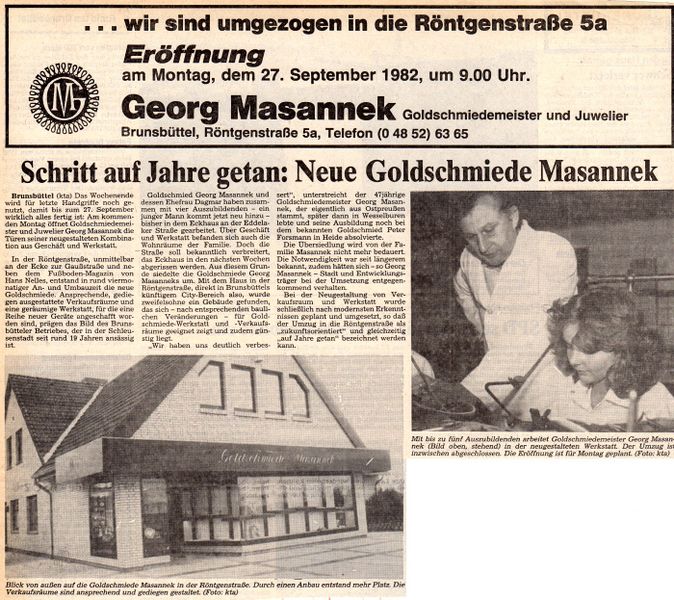 ... wir sind umgezogen in die Röntgenstraße 5a
Eröffnung
am Montag, dem 27. September 1982, um 9.00 Uhr.
Georg Masannek Goldschmiedemeister und Juwelier
Brunsbüttel, Röntgenstraße 5a, Telefon (0 48 52) 63 65
Schritt auf Jahre getan: Neue Goldschmiede Masannek
Brunsbüttel (kta) Das Wochenende
wird für letzte Handgriffe noch ge-
nutzt, damit bis zum 27. September
wirklich alles fertig ist: Am kommen-
den Montag öffnet Goldschmiedemei-
ster und Juwelier Georg Masannek die
Türen seiner neugestalteten Kombina-
tion aus Geschäft und Werkstatt.
In der Röntgenstraße, unmittelbar
an der Ecke zur Gaußstraße und ne-
ben dem Fußboden-Magazin von
Hans Nelles, entstand in rund viermo-
natiger An- und Umbauzeit die neue
Goldschmiede. Ansprechende, gedie-
gen ausgestattete Verkaufsräume und
eine geräumige Werkstatt, für die eine
Reihe neuer Geräte angeschafft wor-
den sind, prägen das Bild des Bruns-
bütteler Betriebes, der in der Schleu-
senstadt seit rund 19 Jahren ansässig
ist.
Goldschmied Georg Masannek und
dessen Ehefrau Dagmar haben zusam-
men mit vier Auszubildenden – ein
junger Mann kommt jetzt neu hinzu –
bisher in dem Eckhaus an der Eddela-
ker Straße gearbeitet. Über Geschäft
und Werkstatt befanden sich auch die
Wohnräume der Familie. Doch die
Straße soll bekanntlich verbreitert,
das Eckhaus in den nächsten Wochen
abgerissen werden. Aus diesem Grun-
de siedelte die Goldschmiede Georg
Masanneks um. Mit dem Haus in der
Röntgenstraße, direkt in Brunsbüttels
künftigem City-Bereich also, wurde
zweifelsohne ein Gebäude gefunden,
das sich – nach entsprechenden bauli-
chen Veränderungen – für Gold-
schmiede-Werkstatt und -Verkaufs-
räume geeignet zeigt und zudem gün-
stig liegt.
„Wir haben uns deutlich verbes-
sert", unterstreicht der 47jährige
Goldschmiedemeister Georg Masan-
nek, der eigentlich aus Ostpreußen
stammt, später dann in Wesselburen
lebte und seine Ausbildung noch bei
dem bekannten Goldschmied Peter
Forsmann in Heide absolvierte.
Die Übersiedlung wird von der Fa-
milie Masannek nicht mehr bedauert.
Die Notwendigkeit war seit längerem
bekannt, zudem hätten sich – so Georg
Masannek – Stadt und Entwicklungs-
träger bei der Umsetzung entgegen-
kommend verhalten.
Bei der Neugestaltung von Ver-
kaufsraum und Werkstatt wurde
schließlich nach modernsten Erkennt-
nissen geplant und umgesetzt, so daß
der Umzug in die Röntgenstraße als
„zukunftsorientiert" und gleichzeitig
„auf Jahre getan" bezeichnet werden
kann.
Mit bis zu fünf Auszubildenden arbeitet Goldschmiedemeister Georg Masan-
nek (Bild oben, stehend) in der neugestalteten Werkstatt. Der Umzug ist
inzwischen abgeschlossen. Die Eröffnung ist für Montag geplant. (Foto: kta)
Goldschmiede Masannek
Blick von außen auf die Goldschmiede Masannek in der Röntgenstraße. Durch einen Anbau entstand mehr Platz. Die
Verkaufsräume sind ansprechend und gediegen gestaltet. (Foto: kta)